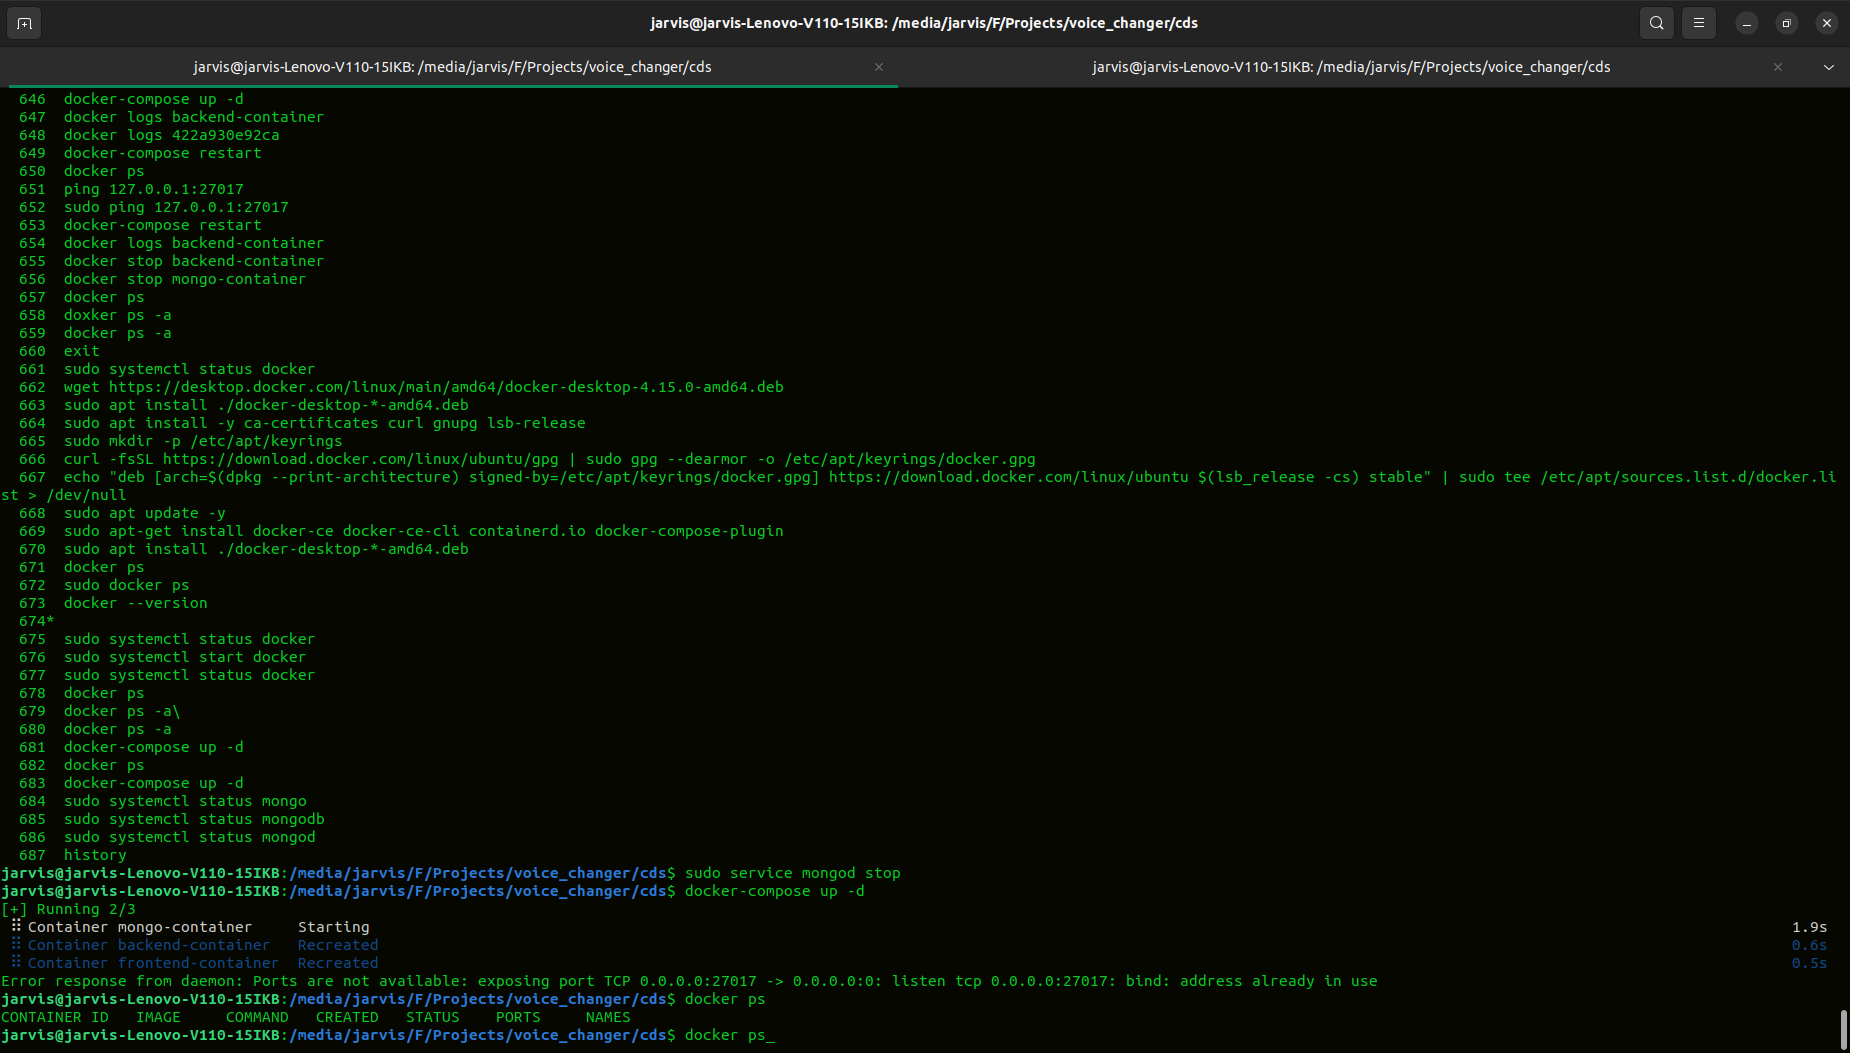 jarvis@jarvis-Lenovo-V110-15IKB: /media/jarvis/F/Projects/voice_changer/cds
jarvis@jarvis-Lenovo-V110-15IKB: /media/jarvis/F/Projects/voice_changer/cds
jarvis@jarvis-Lenovo-V110-15IKB: /media/jarvis/F/Projects/voice_changer/cds
646  docker-compose up -d
647  docker logs backend-container
648  docker logs 422a930e92ca
649  docker-compose restart
650  docker ps
651  ping 127.0.0.1:27017
652  sudo ping 127.0.0.1:27017
653  docker-compose restart
654  docker logs backend-container
655  docker stop backend-container
656  docker stop mongo-container
657  docker ps
658  doxker ps -a
659  docker ps -a
660  exit
661  sudo systemctl status docker
662  wget https://desktop.docker.com/linux/main/amd64/docker-desktop-4.15.0-amd64.deb
663  sudo apt install ./docker-desktop-*-amd64.deb
664  sudo apt install -y ca-certificates curl gnupg lsb-release
665  sudo mkdir -p /etc/apt/keyrings
666  curl -fsSL https://download.docker.com/linux/ubuntu/gpg | sudo gpg --dearmor -o /etc/apt/keyrings/docker.gpg
667  echo "deb [arch=$(dpkg --print-architecture) signed-by=/etc/apt/keyrings/docker.gpg] https://download.docker.com/linux/ubuntu $(lsb_release -cs) stable" | sudo tee /etc/apt/sources.list.d/docker.li
st > /dev/null
668  sudo apt update -y
669  sudo apt-get install docker-ce docker-ce-cli containerd.io docker-compose-plugin
670  sudo apt install ./docker-desktop-*-amd64.deb
671  docker ps
672  sudo docker ps
673  docker --version
674*
675  sudo systemctl status docker
676  sudo systemctl start docker
677  sudo systemctl status docker
678  docker ps
679  docker ps -a\
680  docker ps -a
681  docker-compose up -d
682  docker ps
683  docker-compose up -d
684  sudo systemctl status mongo
685  sudo systemctl status mongodb
686  sudo systemctl status mongod
687  history
jarvis@jarvis-Lenovo-V110-15IKB:/media/jarvis/F/Projects/voice_changer/cds$ sudo service mongod stop
jarvis@jarvis-Lenovo-V110-15IKB:/media/jarvis/F/Projects/voice_changer/cds$ docker-compose up -d
[+] Running 2/3
⠿ Container mongo-container     Starting 1.9s
⠿ Container backend-container   Recreated 0.6s
⠿ Container frontend-container  Recreated 0.5s
Error response from daemon: Ports are not available: exposing port TCP 0.0.0.0:27017 -> 0.0.0.0:0: listen tcp 0.0.0.0:27017: bind: address already in use
jarvis@jarvis-Lenovo-V110-15IKB:/media/jarvis/F/Projects/voice_changer/cds$ docker ps
CONTAINER ID   IMAGE     COMMAND   CREATED   STATUS    PORTS     NAMES
jarvis@jarvis-Lenovo-V110-15IKB:/media/jarvis/F/Projects/voice_changer/cds$ docker ps_